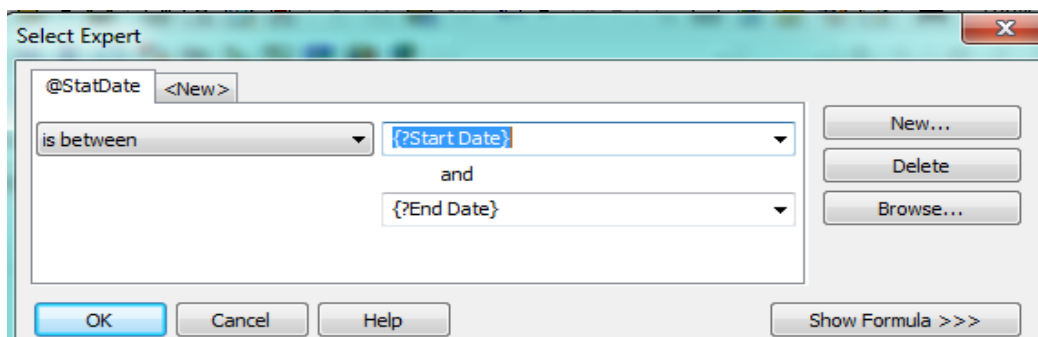 Select Expert
@StatDate <New>
is between {?Start Date} New...
and Delete
{?End Date} Browse...
OK Cancel Help Show Formula >>>